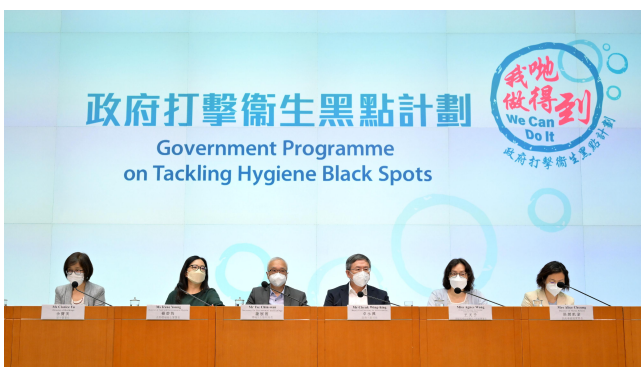 政府打擊衞生黑點計劃
Government Programme
on Tackling Hygiene Black Spots
我哋
做得到
We Can
Do It
政府打擊衞生黑點計劃